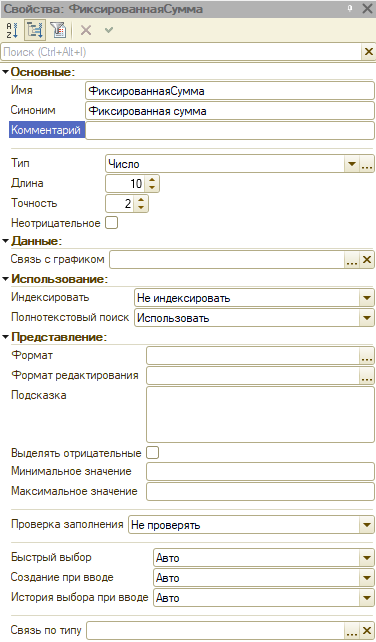 Свойства: ФиксированнаяСумма
Поиск (Ctrl+Alt+I)
Основные:
Имя ФиксированнаяСумма
Синоним Фиксированная сумма
Комментарий
Тип Число
Длина 10
Точность 2
Неотрицательное
Данные:
Связь с графиком
Использование:
Индексировать Не индексировать
Полнотекстовый поиск Использовать
Представление:
Формат
Формат редактирования
Подсказка
Выделять отрицательные
Минимальное значение
Максимальное значение
Проверка заполнения Не проверять
Быстрый выбор Авто
Создание при вводе Авто
История выбора при вводе Авто
Связь по типу